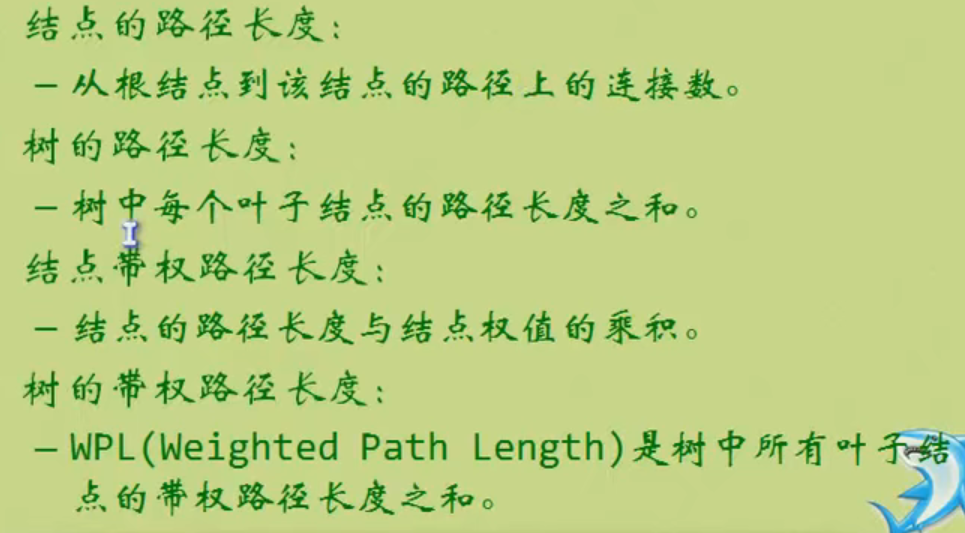 结点的路径长度:
—从根结点到该结点的路径上的连接数。
树的路径长度:
—树中每个叶子结点的路径长度之和。
结点带权路径长度:
—结点的路径长度与结点权值的乘积。
树的带权路径长度:
—WPL(Weighted Path Length)是树中所有叶子结
点的带权路径长度之和。